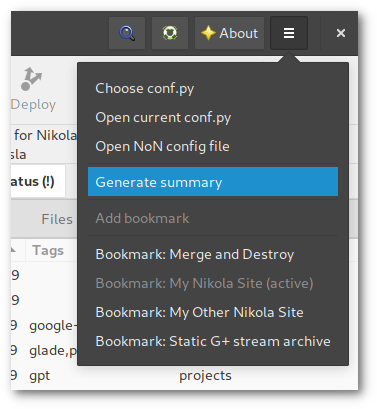 About
Deploy
Choose conf.py
Open current conf.py
for Nikola
Open NoN config file
sla
atus (!)
Generate summary
Files
Add bookmark
Tags
Bookmark: Merge and Destroy
9
Bookmark: My Nikola Site (active)
9
Bookmark: My Other Nikola Site
9 google-
Bookmark: Static G+ stream archive
9 glade,p
9 gpt projects